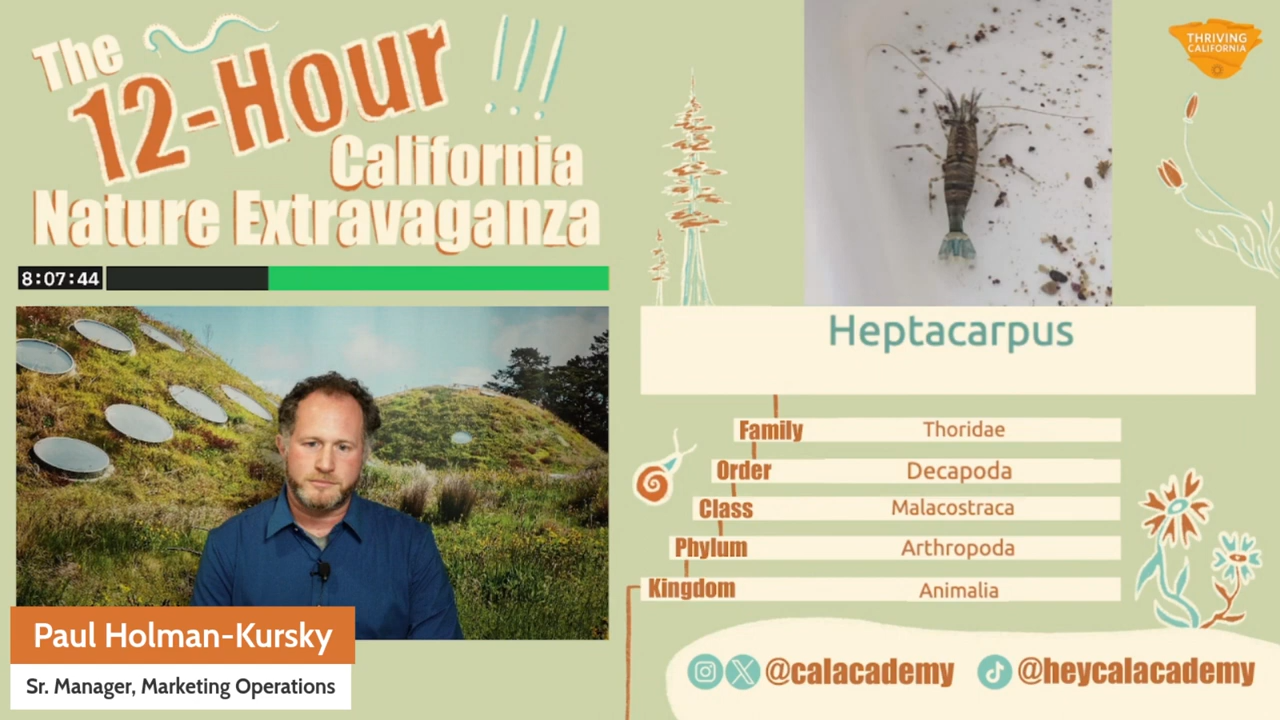 The
12-Hour !!!
California
Nature Extravaganza
8:07:44
Paul Holman-Kursky
Sr. Manager, Marketing Operations
THRIVING
CALIFORNIA
Heptacarpus
Family Thoridae
Order Decapoda
Class Malacostraca
Phylum Arthropoda
Kingdom Animalia
@calacademy @heycalacademy